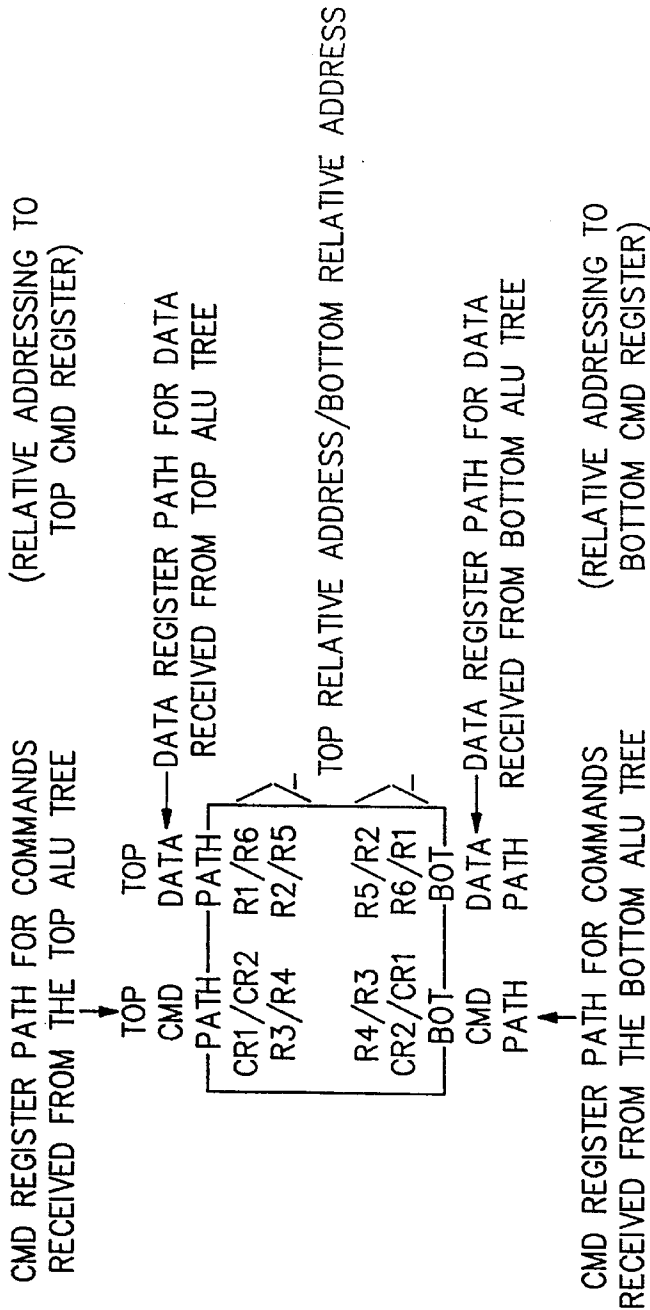 CMD REGISTER PATH FOR COMMANDS
RECEIVED FROM THE TOP ALU TREE
(RELATIVE ADDRESSING TO
TOP CMD REGISTER)
TOP
CMD
PATH
TOP
DATA
PATH
DATA REGISTER PATH FOR DATA
RECEIVED FROM TOP ALU TREE
CR1/CR2 R1/R6
R3/R4 R2/R5
TOP RELATIVE ADDRESS/BOTTOM RELATIVE ADDRESS
R4/R3 R5/R2
CR2/CR1 R6/R1
BOT
CMD
PATH
BOT
DATA
PATH
DATA REGISTER PATH FOR DATA
RECEIVED FROM BOTTOM ALU TREE
CMD REGISTER PATH FOR COMMANDS
RECEIVED FROM THE BOTTOM ALU TREE
(RELATIVE ADDRESSING TO
BOTTOM CMD REGISTER)